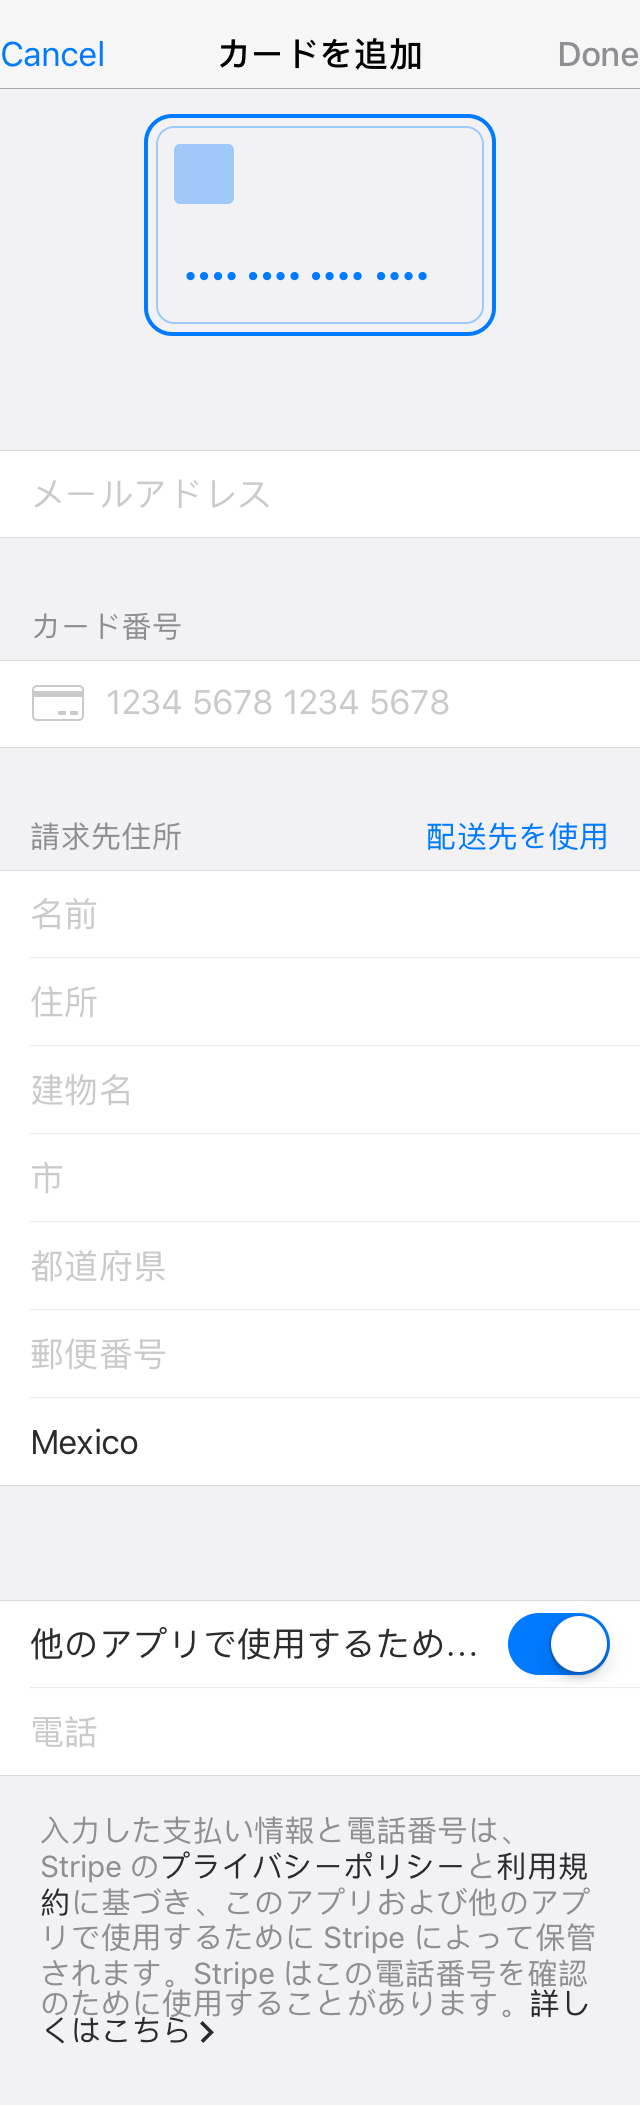 Cancel カードを追加 Done
•••• •••• •••• ••••
メールアドレス
カード番号
1234 5678 1234 5678
請求先住所 配送先を使用
名前
住所
建物名
市
都道府県
郵便番号
Mexico
他のアプリで使用するため...
電話
入力した支払い情報と電話番号は、
Stripe のプライバシーポリシーと利用規
約に基づき、このアプリおよび他のアプ
リで使用するために Stripe によって保管
されます。Stripe はこの電話番号を確認
のために使用することがあります。詳し
くはこちら